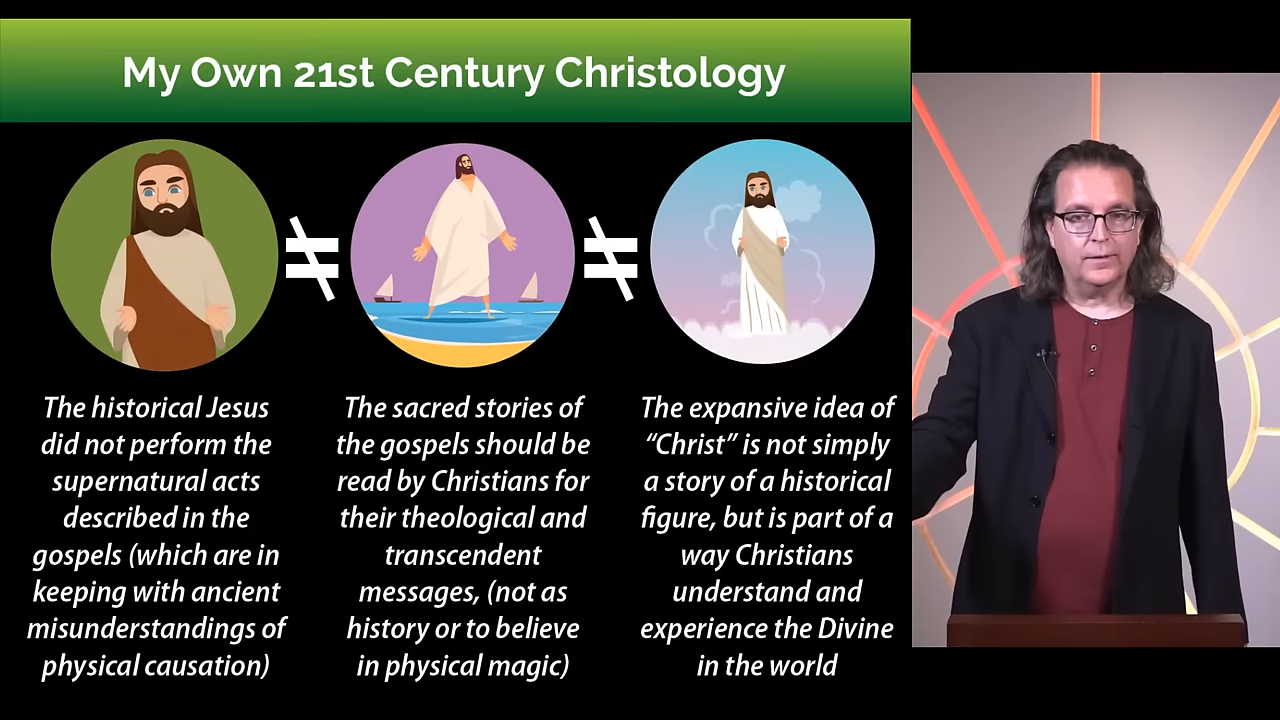 My Own 21st Century Christology
≠
≠
The historical Jesus
did not perform the
supernatural acts
described in the
gospels (which are in
keeping with ancient
misunderstandings of
physical causation)
The sacred stories of
the gospels should be
read by Christians for
their theological and
transcendent
messages, (not as
history or to believe
in physical magic)
The expansive idea of
“Christ” is not simply
a story of a historical
figure, but is part of a
way Christians
understand and
experience the Divine
in the world